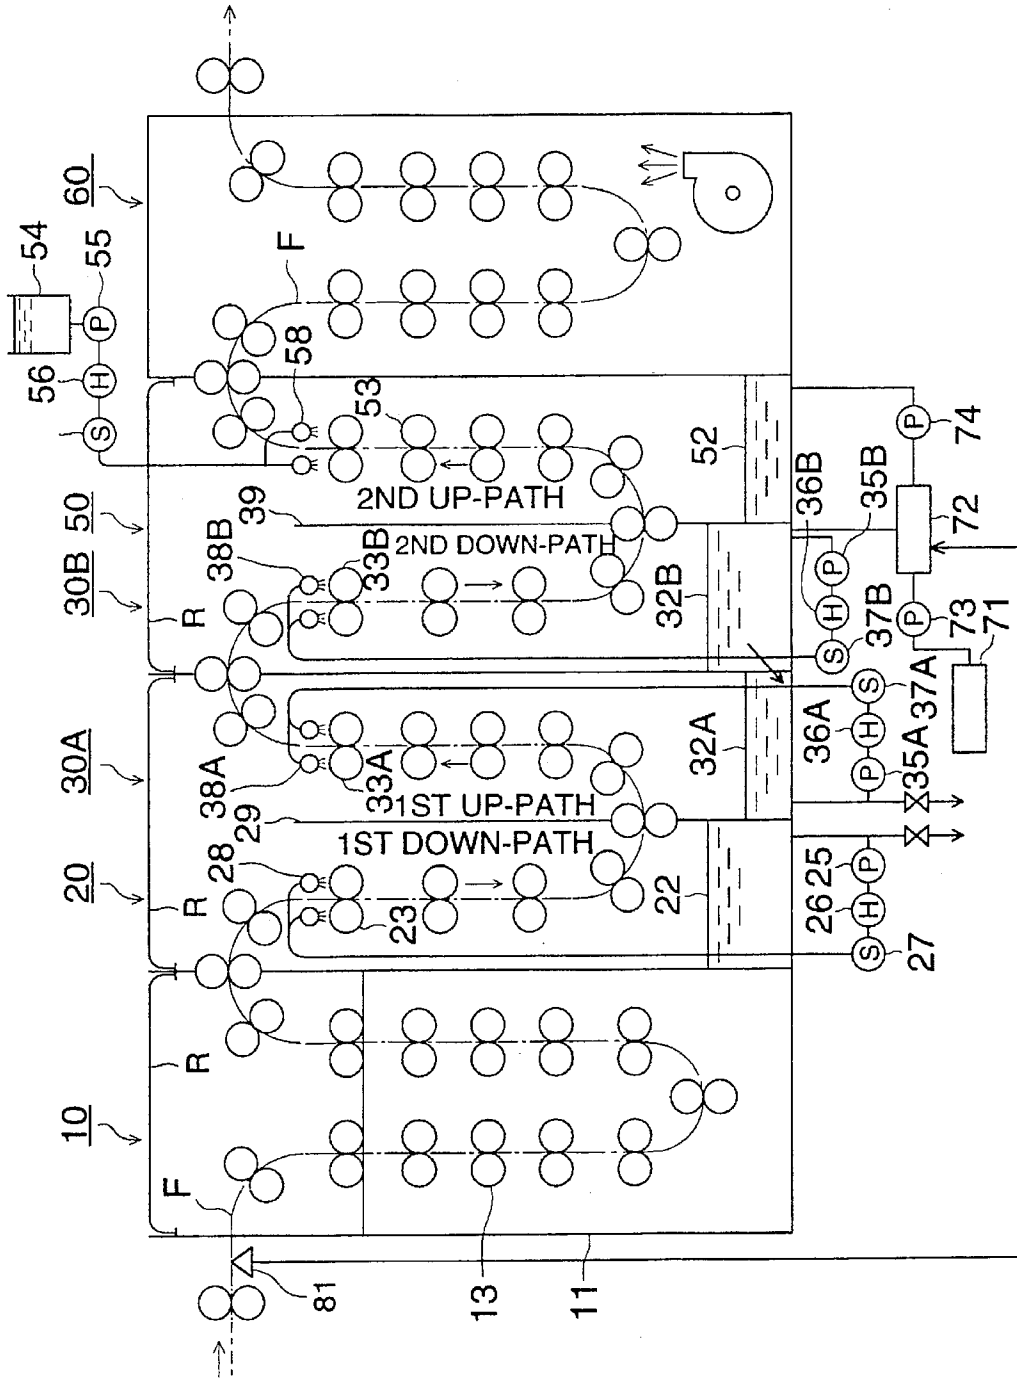 10
20
30A
30B
50
60
54
55
P
56
H
S
58
53
F
R
R
R
F
39
2ND UP-PATH
2ND DOWN-PATH
38B
33B
38A
33A
1ST UP-PATH
29
1ST DOWN-PATH
28
23
52
32B
32A
22
36B
35B
P
H
S
37B
P
74
72
P
73
71
37A
S
36A
H
P
35A
25
P
26
H
S
27
81
13
11